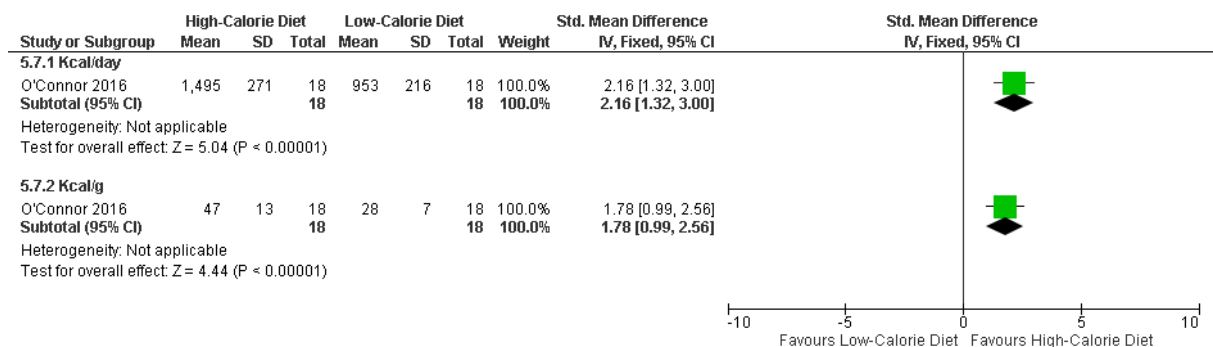 High-Calorie Diet Low-Calorie Diet Std. Mean Difference Std. Mean Difference
Study or Subgroup Mean SD Total Mean SD Total Weight IV, Fixed, 95% CI IV, Fixed, 95% CI
5.7.1 Kcal/day
O'Connor 2016 1,495 271 18 953 216 18 100.0% 2.16 [1.32, 3.00]
Subtotal (95% CI) 18 18 100.0% 2.16 [1.32, 3.00]
Heterogeneity: Not applicable
Test for overall effect: Z = 5.04 (P < 0.00001)
5.7.2 Kcal/g
O'Connor 2016 47 13 18 28 7 18 100.0% 1.78 [0.99, 2.56]
Subtotal (95% CI) 18 18 100.0% 1.78 [0.99, 2.56]
Heterogeneity: Not applicable
Test for overall effect: Z = 4.44 (P < 0.00001)
-10 -5 0 5 10
Favours Low-Calorie Diet Favours High-Calorie Diet